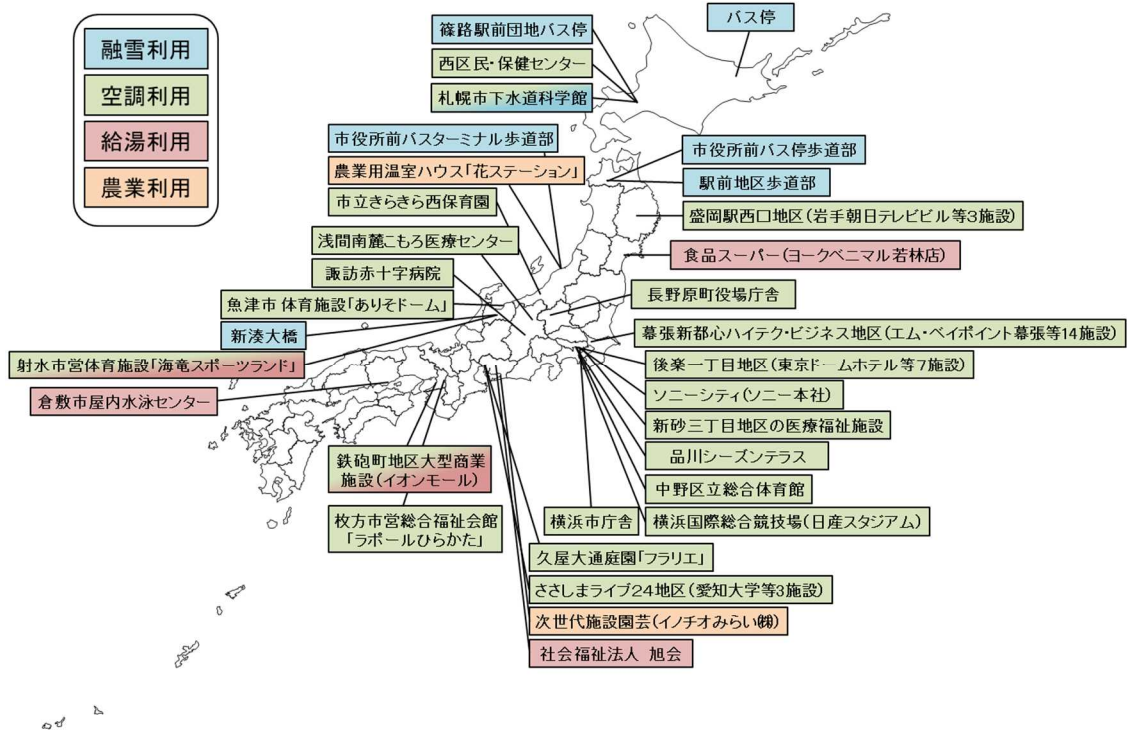 融雪利用
空調利用
給湯利用
農業利用
バス停
篠路駅前団地バス停
西区民・保健センター
札幌市下水道科学館
市役所前バスターミナル歩道部
農業用温室ハウス「花ステーション」
市立きらきら西保育園
浅間南麓こもろ医療センター
諏訪赤十字病院
魚津市体育施設「ありそドーム」
新湊大橋
射水市営体育施設「海竜スポーツランド」
倉敷市屋内水泳センター
鉄砲町地区大型商業
施設(イオンモール)
枚方市営総合福祉会館
「ラポールひらかた」
市役所前バス停歩道部
駅前地区歩道部
盛岡駅西口地区(岩手朝日テレビビル等3施設)
食品スーパー(ヨークベニマル若林店)
長野原町役場庁舎
幕張新都心ハイテク・ビジネス地区(エム・ベイポイント幕張等14施設)
後楽一丁目地区(東京ドームホテル等7施設)
ソニーシティ(ソニー本社)
新砂三丁目地区の医療福祉施設
品川シーズンテラス
中野区立総合体育館
横浜国際総合競技場(日産スタジアム)
横浜市庁舎
久屋大通庭園「フラリエ」
ささしまライブ24地区(愛知大学等3施設)
次世代施設園芸(イノチオみらい㈱)
社会福祉法人 旭会